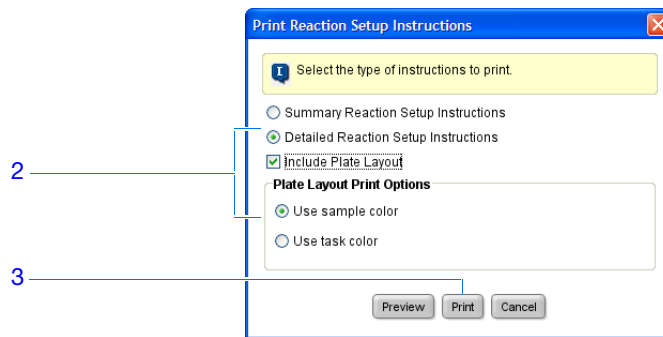 Print Reaction Setup Instructions
Select the type of instructions to print.
Summary Reaction Setup Instructions
Detailed Reaction Setup Instructions
Include Plate Layout
2
Plate Layout Print Options
Use sample color
Use task color
3
Preview Print Cancel